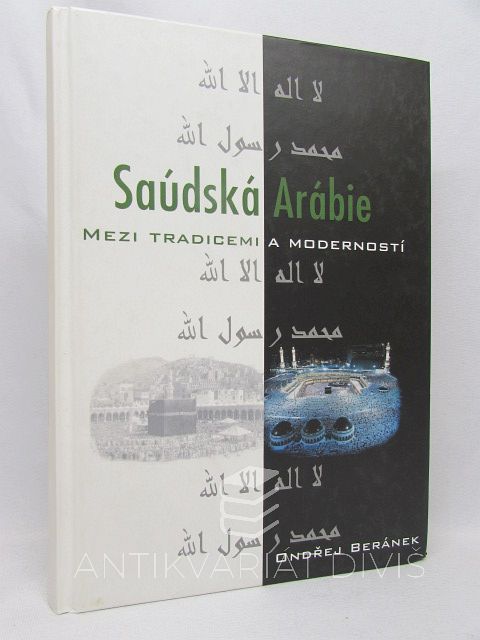 لا اله الا الله
محمد رسول الله
Saúdská Arábie
MEZI TRADICEMI A MODERNOSTÍ
لا اله الا الله
محمد رسول الله
لا اله الا الله
محمد رسول الله
ONDŘEJ BERÁNEK
ANTIKVARIÁT DIVIŠ